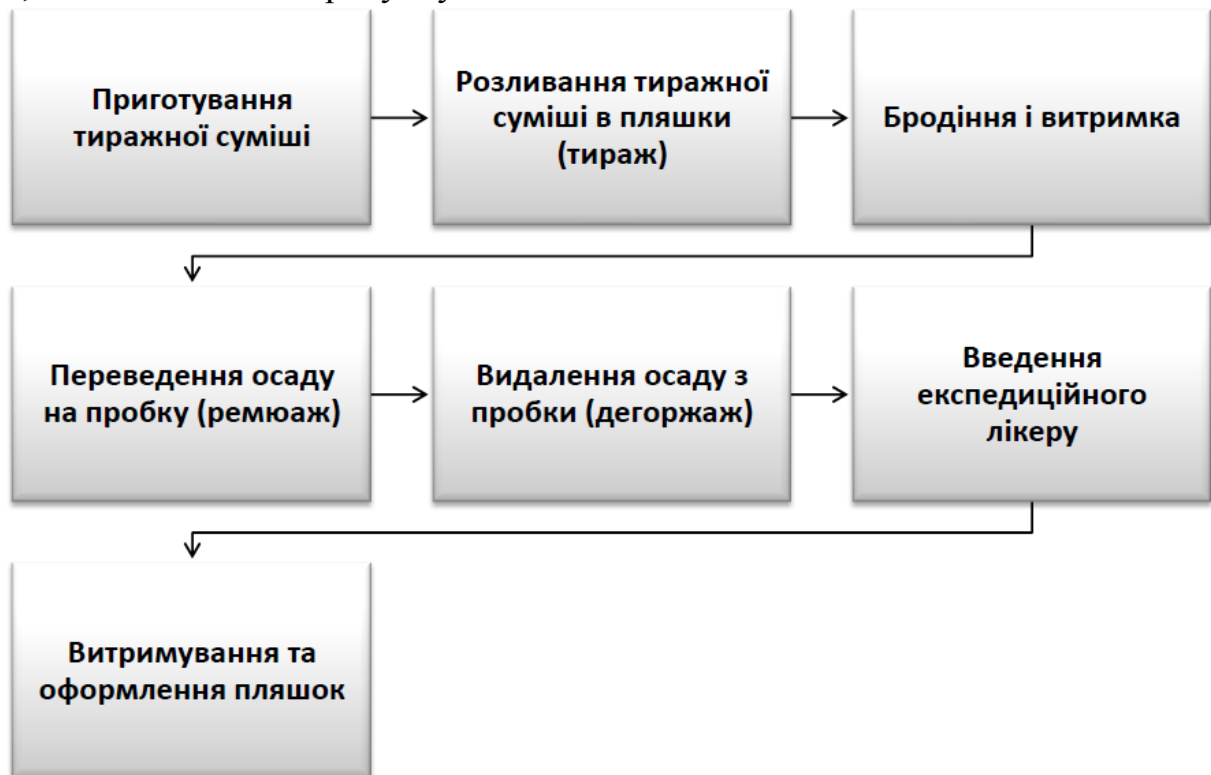 Приготування
тиражної суміші
Розливання тиражної
суміші в пляшки
(тираж)
Бродіння і витримка
Переведення осаду
на пробку (ремюаж)
Видалення осаду з
пробки (дегоржаж)
Введення
експедиційного
лікеру
Витримування та
оформлення пляшок